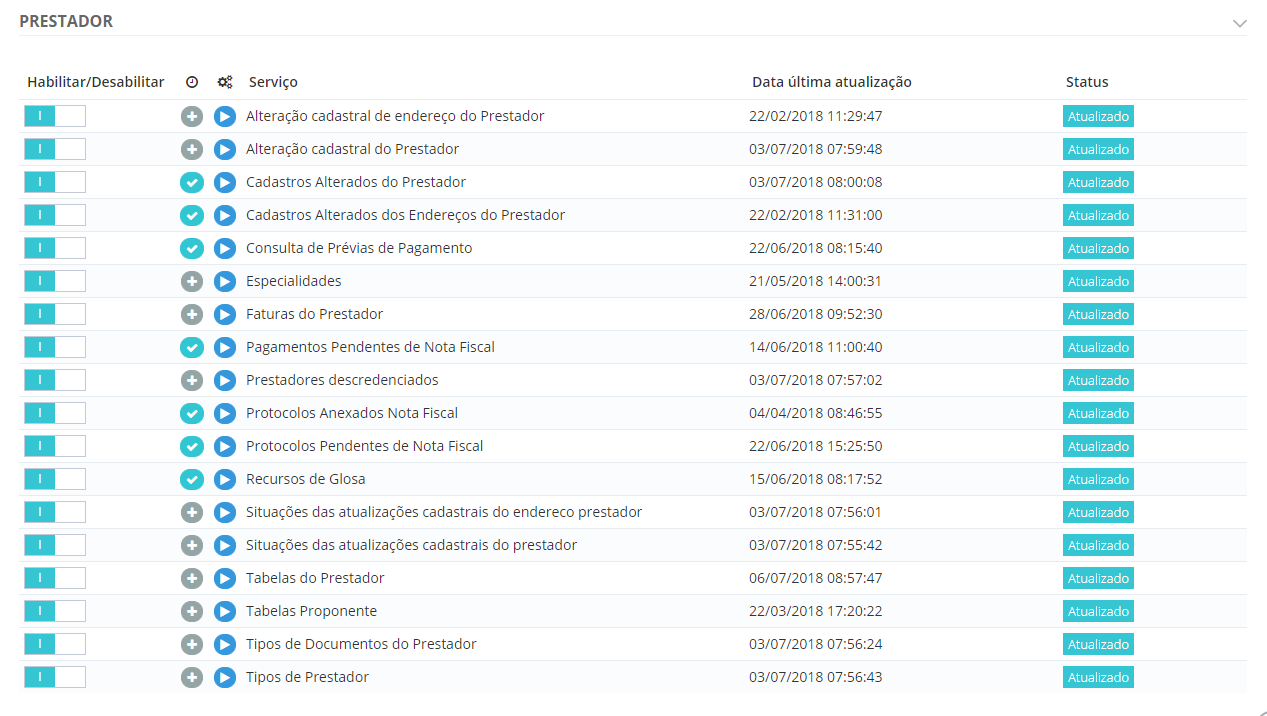 PRESTADOR
Habilitar/Desabilitar Serviço Data última atualização Status
I Alteração cadastral de endereço do Prestador 22/02/2018 11:29:47 Atualizado
I Alteração cadastral do Prestador 03/07/2018 07:59:48 Atualizado
I Cadastros Alterados do Prestador 03/07/2018 08:00:08 Atualizado
I Cadastros Alterados dos Endereços do Prestador 22/02/2018 11:31:00 Atualizado
I Consulta de Prévias de Pagamento 22/06/2018 08:15:40 Atualizado
I Especialidades 21/05/2018 14:00:31 Atualizado
I Faturas do Prestador 28/06/2018 09:52:30 Atualizado
I Pagamentos Pendentes de Nota Fiscal 14/06/2018 11:00:40 Atualizado
I Prestadores descredenciados 03/07/2018 07:57:02 Atualizado
I Protocolos Anexados Nota Fiscal 04/04/2018 08:46:55 Atualizado
I Protocolos Pendentes de Nota Fiscal 22/06/2018 15:25:50 Atualizado
I Recursos de Glosa 15/06/2018 08:17:52 Atualizado
I Situações das atualizações cadastrais do endereco prestador 03/07/2018 07:56:01 Atualizado
I Situações das atualizações cadastrais do prestador 03/07/2018 07:55:42 Atualizado
I Tabelas do Prestador 06/07/2018 08:57:47 Atualizado
I Tabelas Proponente 22/03/2018 17:20:22 Atualizado
I Tipos de Documentos do Prestador 03/07/2018 07:56:24 Atualizado
I Tipos de Prestador 03/07/2018 07:56:43 Atualizado